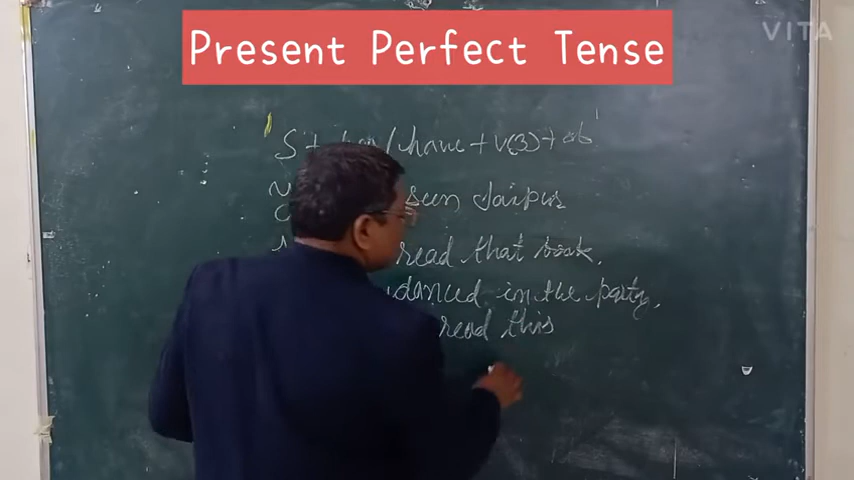 Present Perfect Tense
VITA
S + has/have + v(3) + ob
seen Jaipur
read that book.
danced in the party,
read this